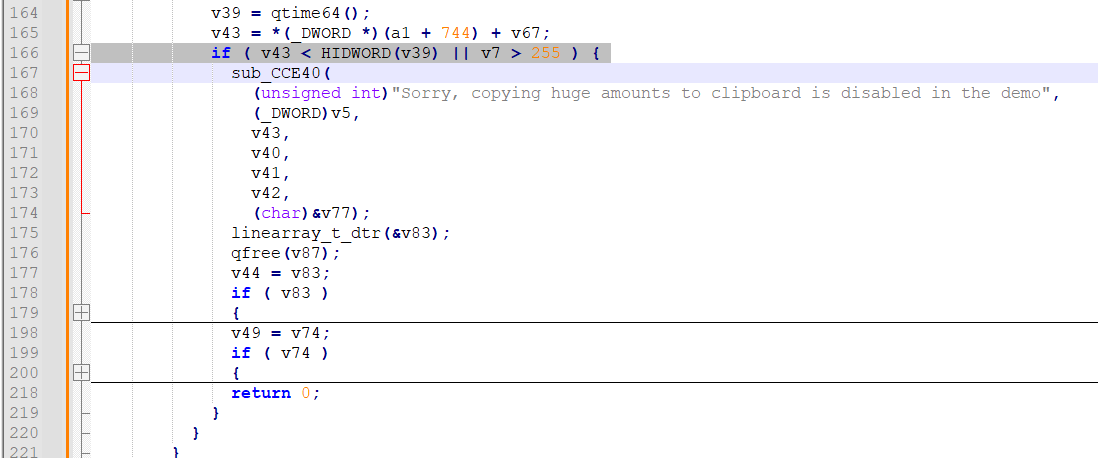 164 v39 = qtime64();
165 v43 = *(_DWORD *)(a1 + 744) + v67;
166 if ( v43 < HIDWORD(v39) || v7 > 255 ) {
167 sub_CCE40(
168 (unsigned int)"Sorry, copying huge amounts to clipboard is disabled in the demo",
169 (_DWORD)v5,
170 v43,
171 v40,
172 v41,
173 v42,
174 (char)&v77);
175 linearray_t_dtr(&v83);
176 qfree(v87);
177 v44 = v83;
178 if ( v83 )
179 {
198 v49 = v74;
199 if ( v74 )
200 {
218 return 0;
219 }
220 }
221 }